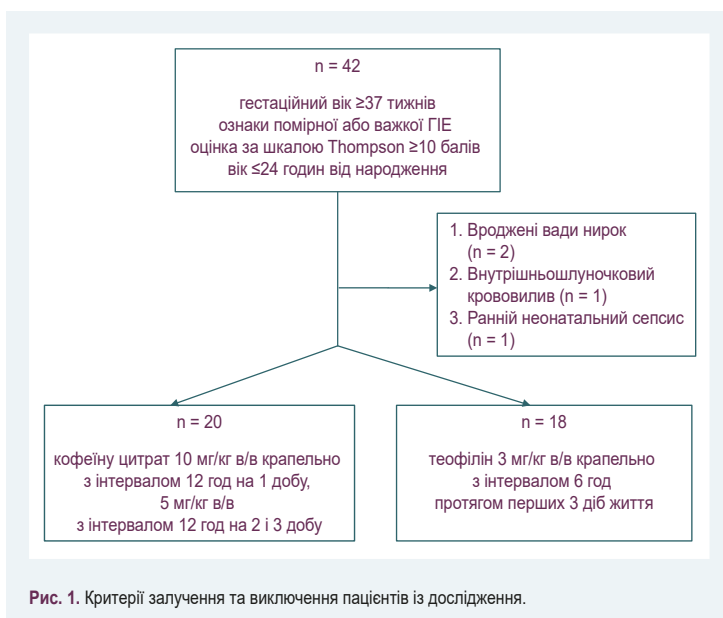 n = 42
гестаційний вік ≥37 тижнів
ознаки помірної або важкої ГІЕ
оцінка за шкалою Thompson ≥10 балів
вік ≤24 годин від народження
1. Вроджені вади нирок
(n = 2)
2. Внутрішньошлуночковий
крововилив (n = 1)
3. Ранній неонатальний сепсис
(n = 1)
n = 20
кофеїну цитрат 10 мг/кг в/в крапельно
з інтервалом 12 год на 1 добу,
5 мг/кг в/в
з інтервалом 12 год на 2 і 3 добу
n = 18
теофілін 3 мг/кг в/в крапельно
з інтервалом 6 год
протягом перших 3 діб життя
Рис. 1. Критерії залучення та виключення пацієнтів із дослідження.